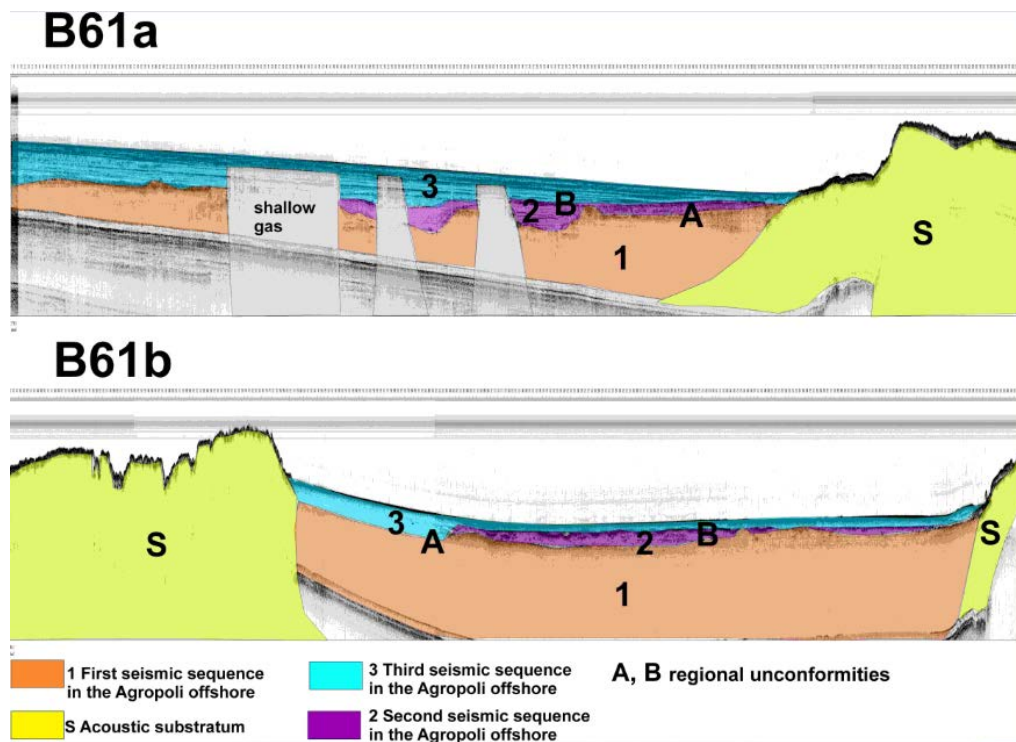 B61a
shallow
gas
3
2
B
A
1
S
B61b
S
3
A
2
B
1
S
1 First seismic sequence
in the Agropoli offshore
3 Third seismic sequence
in the Agropoli offshore
A, B regional unconformities
S Acoustic substratum
2 Second seismic sequence
in the Agropoli offshore